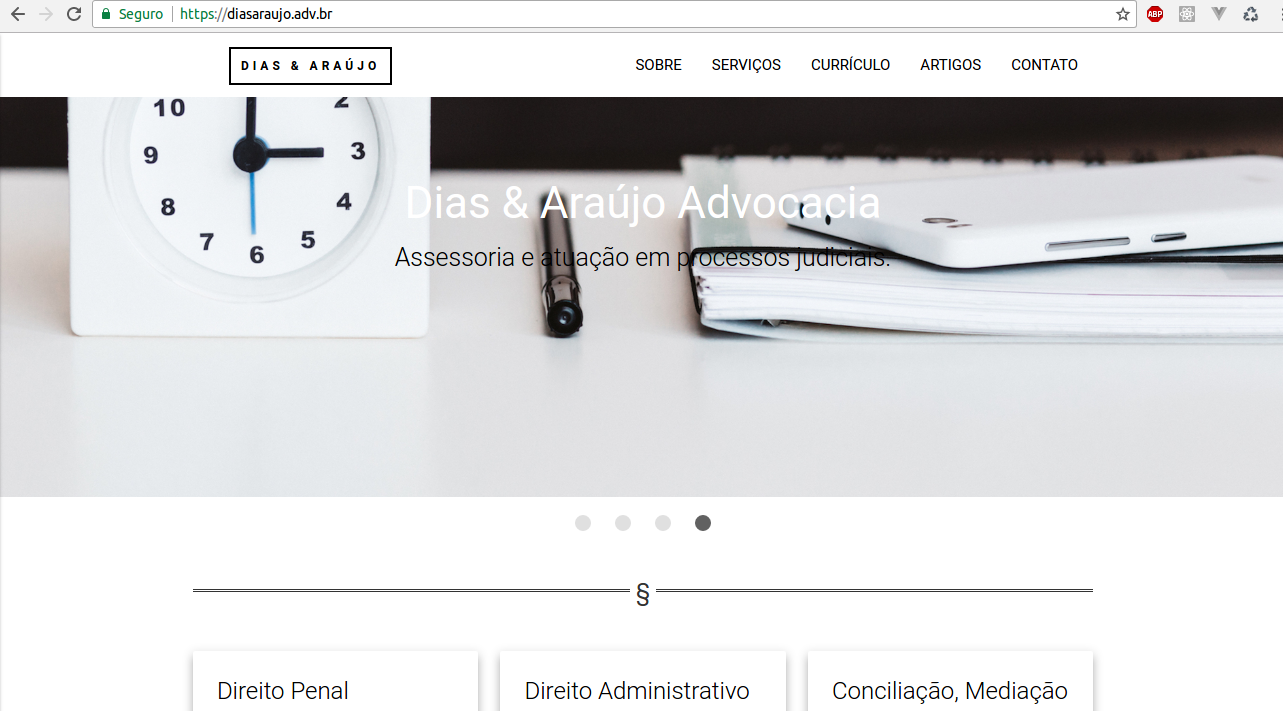 Seguro https://diasaraujo.adv.br ABP
DIAS & ARAÚJO
SOBRE SERVIÇOS CURRÍCULO ARTIGOS CONTATO
10 2
9 3
8 4
7 6 5
Dias & Araújo Advocacia
Assessoria e atuação em processos judiciais.
§
Direito Penal Direito Administrativo Conciliação, Mediação